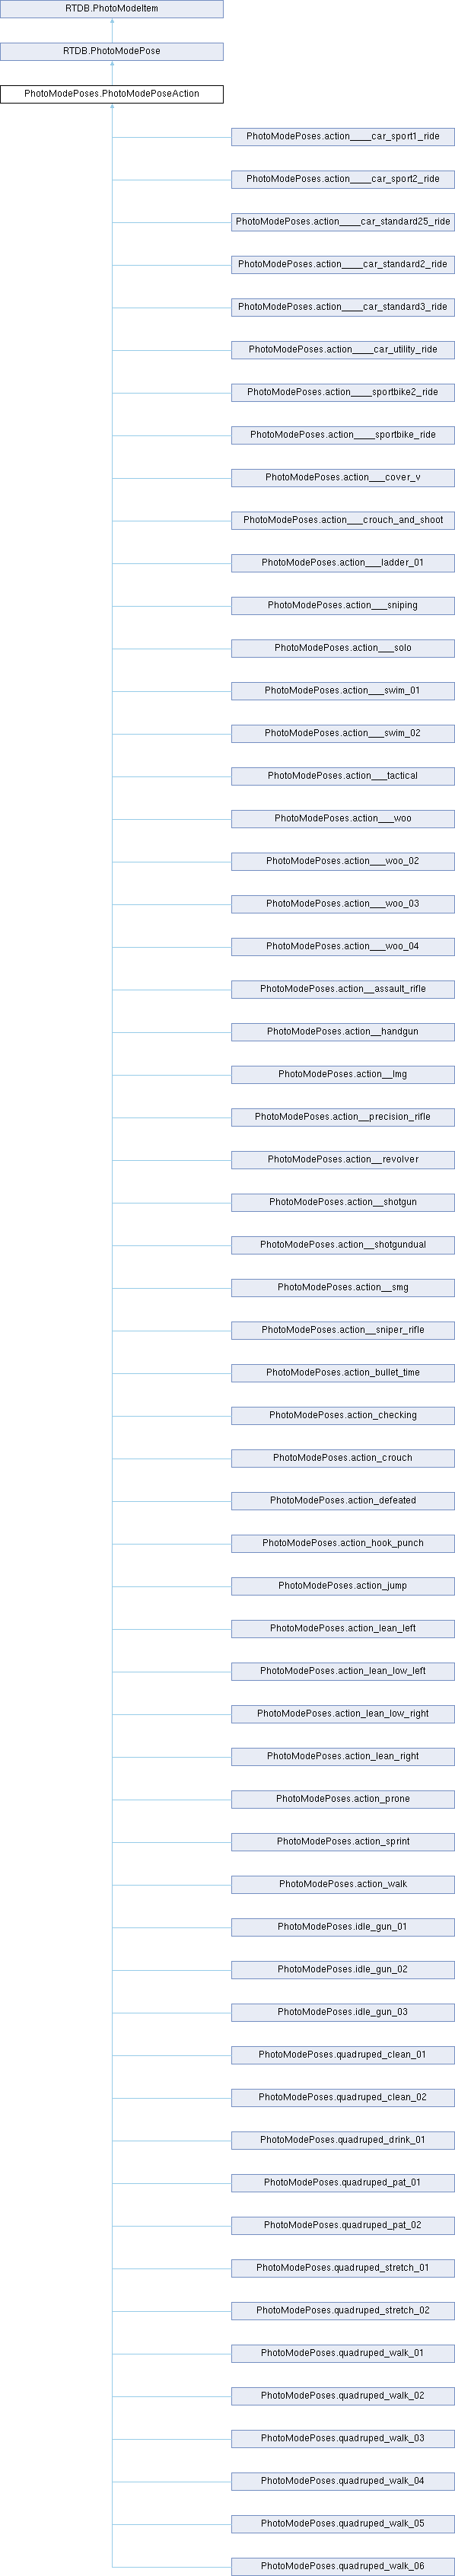 RTDB.PhotoModeItem
RTDB.PhotoModePose
PhotoModePoses.PhotoModePoseAction
PhotoModePoses.action____car_sport1_ride
PhotoModePoses.action____car_sport2_ride
PhotoModePoses.action____car_standard25_ride
PhotoModePoses.action____car_standard2_ride
PhotoModePoses.action____car_standard3_ride
PhotoModePoses.action____car_utility_ride
PhotoModePoses.action____sportbike2_ride
PhotoModePoses.action____sportbike_ride
PhotoModePoses.action___cover_v
PhotoModePoses.action___crouch_and_shoot
PhotoModePoses.action___ladder_01
PhotoModePoses.action___sniping
PhotoModePoses.action___solo
PhotoModePoses.action___swim_01
PhotoModePoses.action___swim_02
PhotoModePoses.action___tactical
PhotoModePoses.action___woo
PhotoModePoses.action___woo_02
PhotoModePoses.action___woo_03
PhotoModePoses.action___woo_04
PhotoModePoses.action__assault_rifle
PhotoModePoses.action__handgun
PhotoModePoses.action__lmg
PhotoModePoses.action__precision_rifle
PhotoModePoses.action__revolver
PhotoModePoses.action__shotgun
PhotoModePoses.action__shotgundual
PhotoModePoses.action__smg
PhotoModePoses.action__sniper_rifle
PhotoModePoses.action_bullet_time
PhotoModePoses.action_checking
PhotoModePoses.action_crouch
PhotoModePoses.action_defeated
PhotoModePoses.action_hook_punch
PhotoModePoses.action_jump
PhotoModePoses.action_lean_left
PhotoModePoses.action_lean_low_left
PhotoModePoses.action_lean_low_right
PhotoModePoses.action_lean_right
PhotoModePoses.action_prone
PhotoModePoses.action_sprint
PhotoModePoses.action_walk
PhotoModePoses.idle_gun_01
PhotoModePoses.idle_gun_02
PhotoModePoses.idle_gun_03
PhotoModePoses.quadruped_clean_01
PhotoModePoses.quadruped_clean_02
PhotoModePoses.quadruped_drink_01
PhotoModePoses.quadruped_pat_01
PhotoModePoses.quadruped_pat_02
PhotoModePoses.quadruped_stretch_01
PhotoModePoses.quadruped_stretch_02
PhotoModePoses.quadruped_walk_01
PhotoModePoses.quadruped_walk_02
PhotoModePoses.quadruped_walk_03
PhotoModePoses.quadruped_walk_04
PhotoModePoses.quadruped_walk_05
PhotoModePoses.quadruped_walk_06